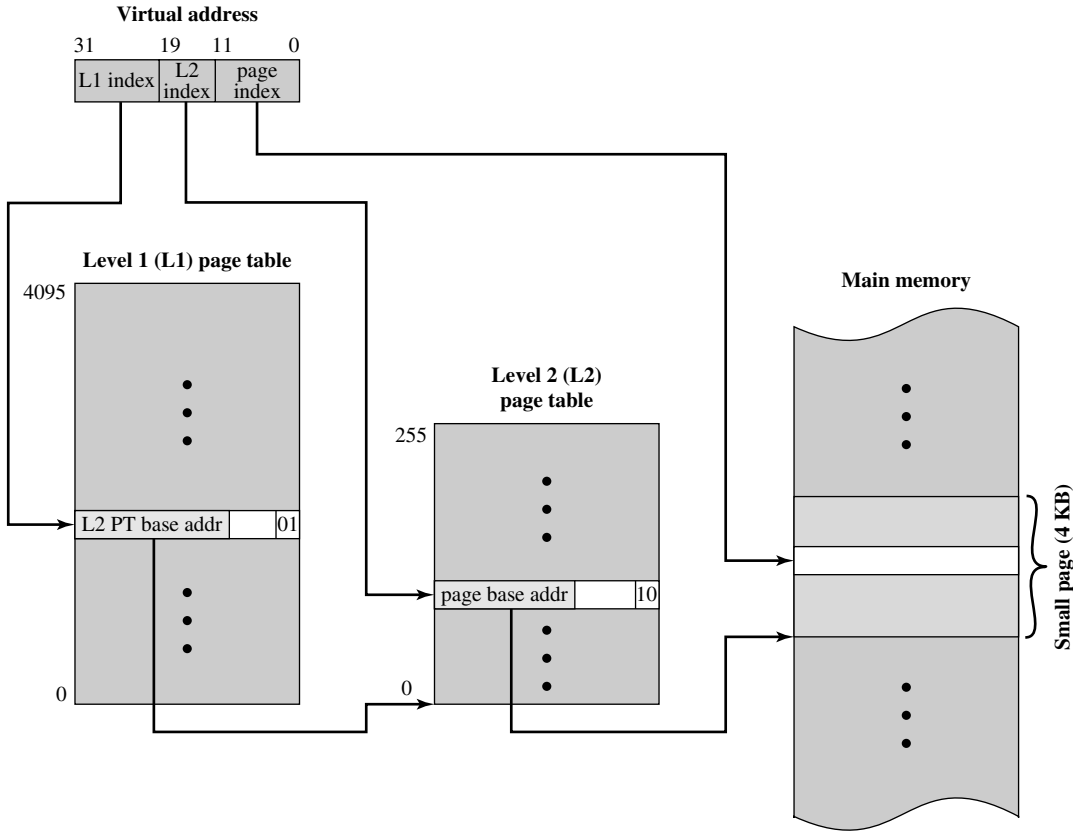 Virtual address
31 19 11 0
L1 index
L2
index
page
index
Level 1 (L1) page table
4095
L2 PT base addr 01
0
Level 2 (L2)
page table
255
page base addr 10
0
Main memory
Small page (4 KB)